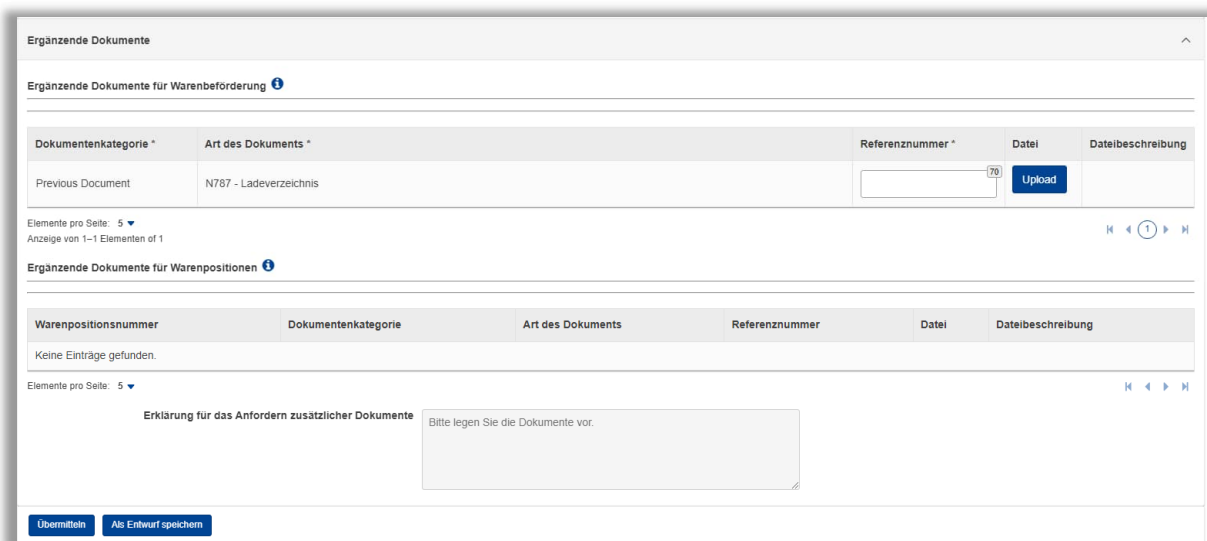 Ergänzende Dokumente
Ergänzende Dokumente für Warenbeförderung
Dokumentenkategorie * Art des Dokuments * Referenznummer * Datei Dateibeschreibung
Previous Document N787 - Ladeverzeichnis 70 Upload
Elemente pro Seite: 5
Anzeige von 1–1 Elementen of 1
1
Ergänzende Dokumente für Warenpositionen
Warenpositionsnummer Dokumentenkategorie Art des Dokuments Referenznummer Datei Dateibeschreibung
Keine Einträge gefunden.
Elemente pro Seite: 5
Erklärung für das Anfordern zusätzlicher Dokumente Bitte legen Sie die Dokumente vor.
Übermitteln Als Entwurf speichern